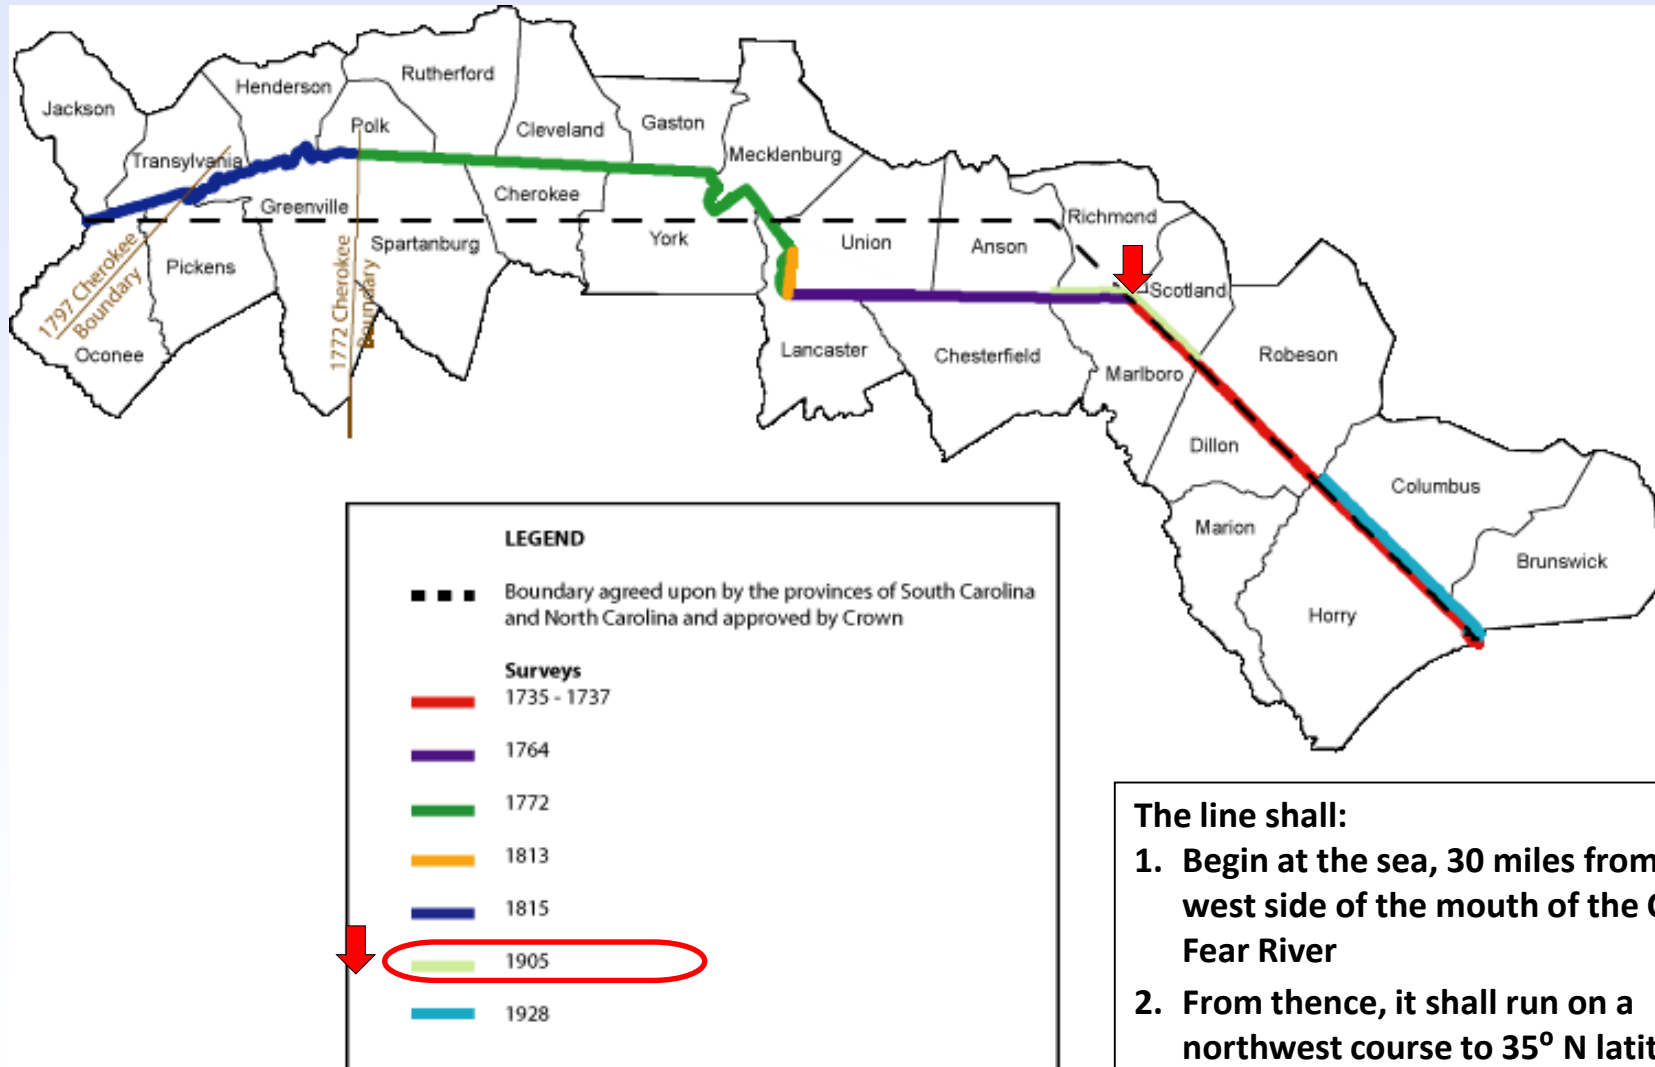 Jackson
Henderson
Rutherford
Polk
Transylvania
Cleveland
Gaston
Mecklenburg
Cherokee
Greenville
Spartanburg
York
Union
Anson
Richmond
Scotland
Pickens
1797 Cherokee
Boundary
1772 Cherokee
Boundary
Oconee
Lancaster
Chesterfield
Marlboro
Robeson
Dillon
Columbus
Marion
Brunswick
Horry
LEGEND
Boundary agreed upon by the provinces of South Carolina
and North Carolina and approved by Crown
Surveys
1735 - 1737
1764
1772
1813
1815
1905
1928
The line shall:
1. Begin at the sea, 30 miles from
west side of the mouth of the
Fear River
2. From thence, it shall run on a
northwest course to 35⁰ N